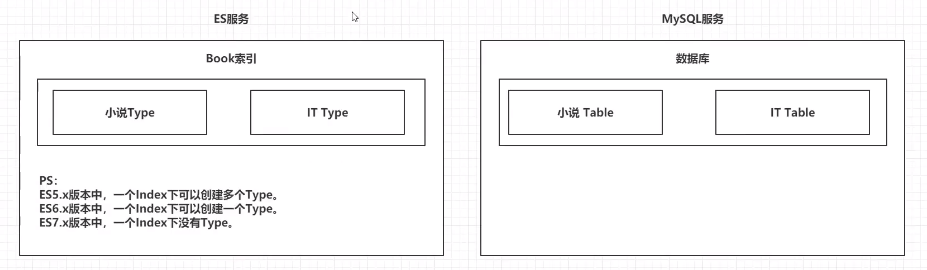 ES服务
Book索引
小说Type
IT Type
PS：
ES5.x版本中，一个Index下可以创建多个Type。
ES6.x版本中，一个Index下可以创建一个Type。
ES7.x版本中，一个Index下没有Type。
MySQL服务
数据库
小说 Table
IT Table